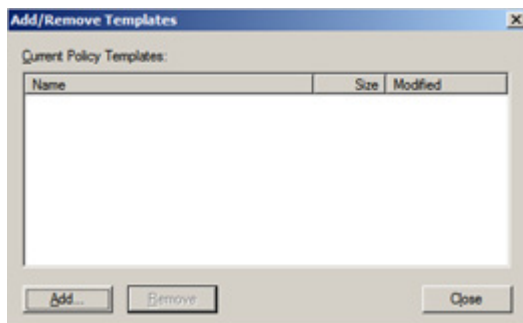 Add/Remove Templates
Current Policy Templates:
Name Size Modified
Add... Remove Close